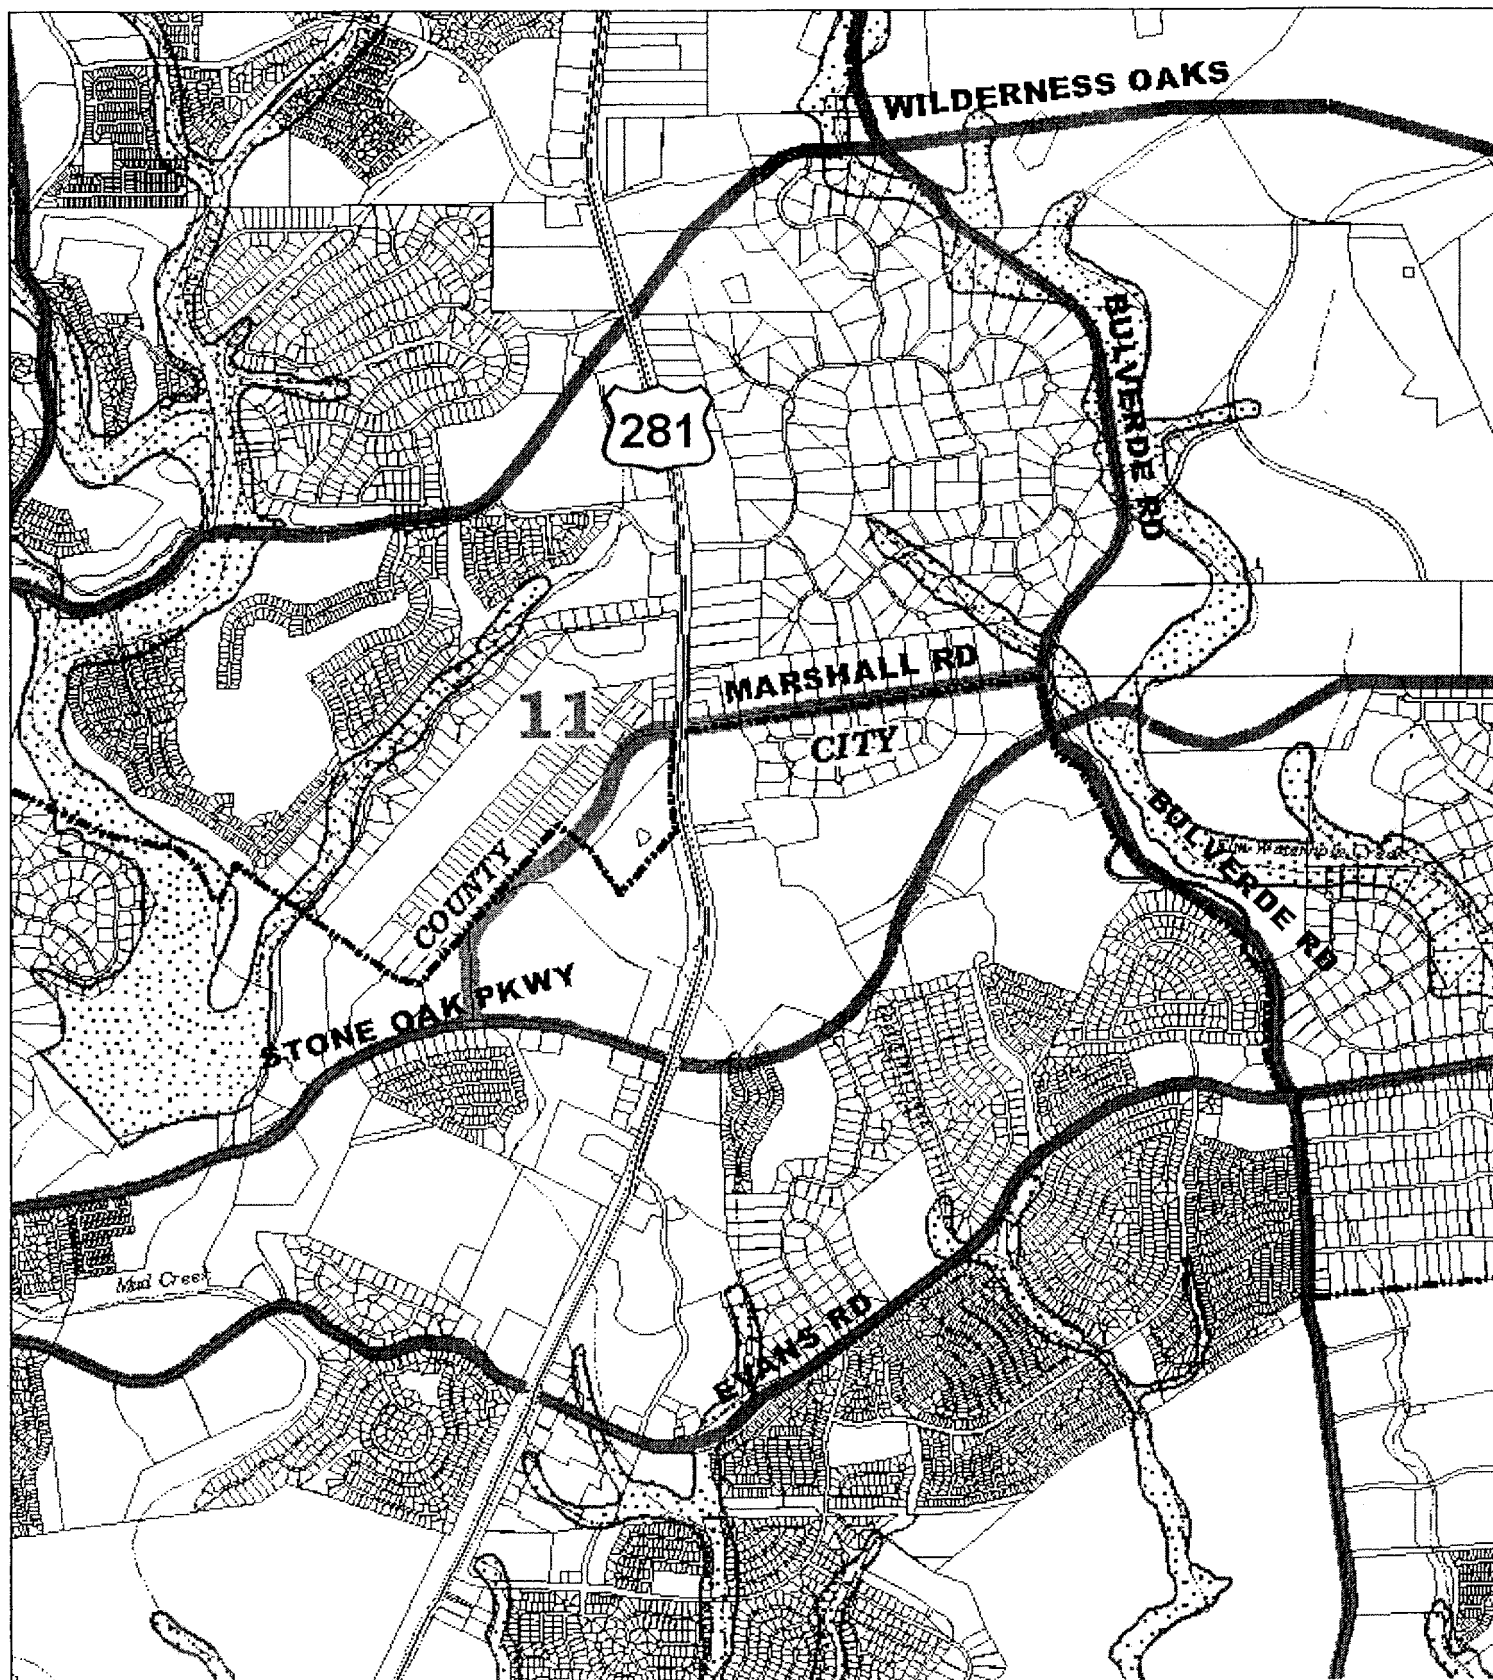 WILDERNESS OAKS
BULVERDE RD
281
MARSHALL RD
11
CITY
BULVERDE RD
COUNTY
STONE OAK PKWY
Mud Creek
EVANS RD